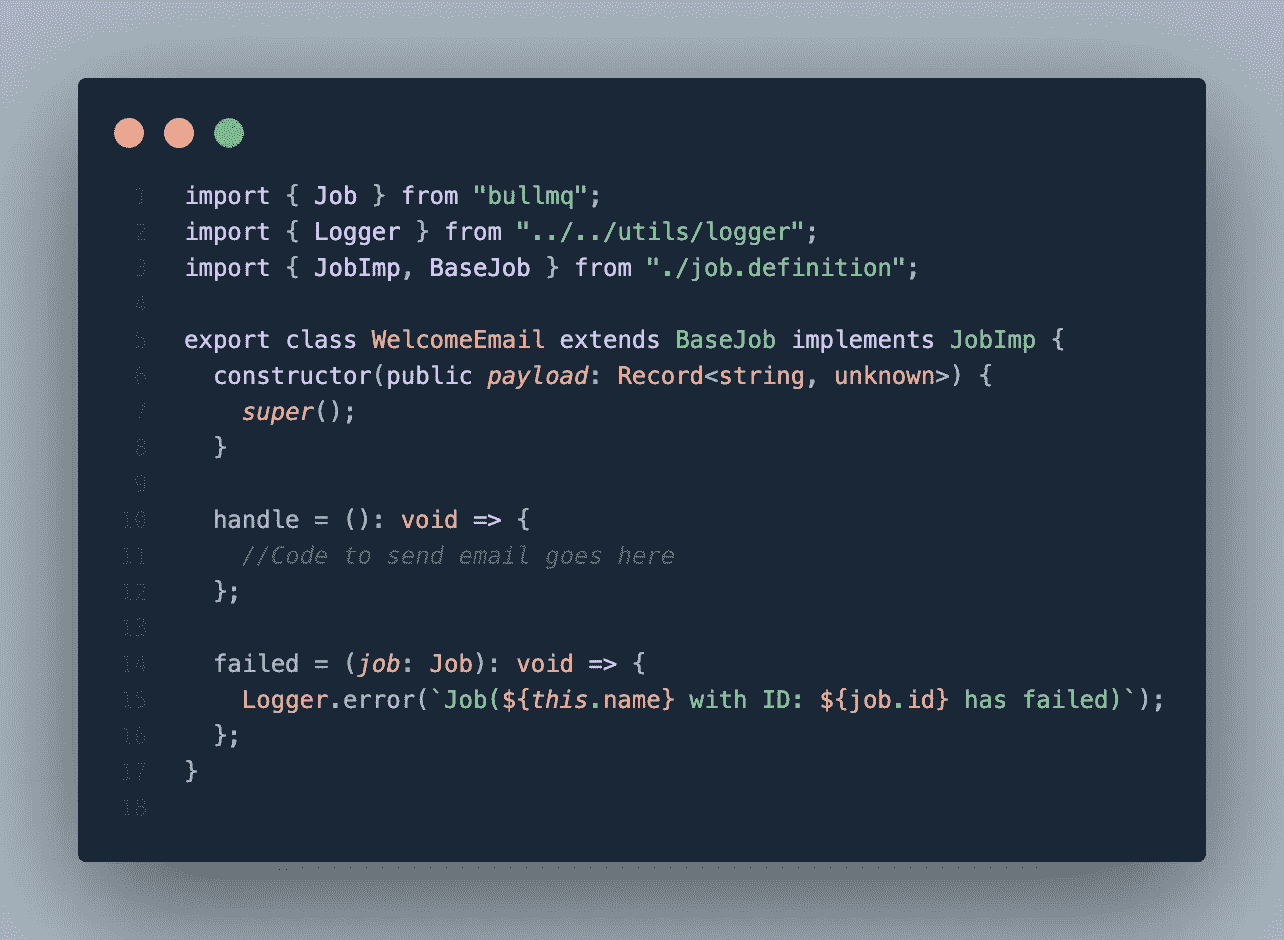 1 import { Job } from "bullmq";
2 import { Logger } from "../../utils/logger";
3 import { JobImp, BaseJob } from "./job.definition";
4
5 export class WelcomeEmail extends BaseJob implements JobImp {
6   constructor(public payload: Record<string, unknown>) {
7     super();
8   }
9
10   handle = (): void => {
11     //Code to send email goes here
12   };
13
14   failed = (job: Job): void => {
15     Logger.error(`Job(${this.name} with ID: ${job.id} has failed)`);
16   };
17 }
18